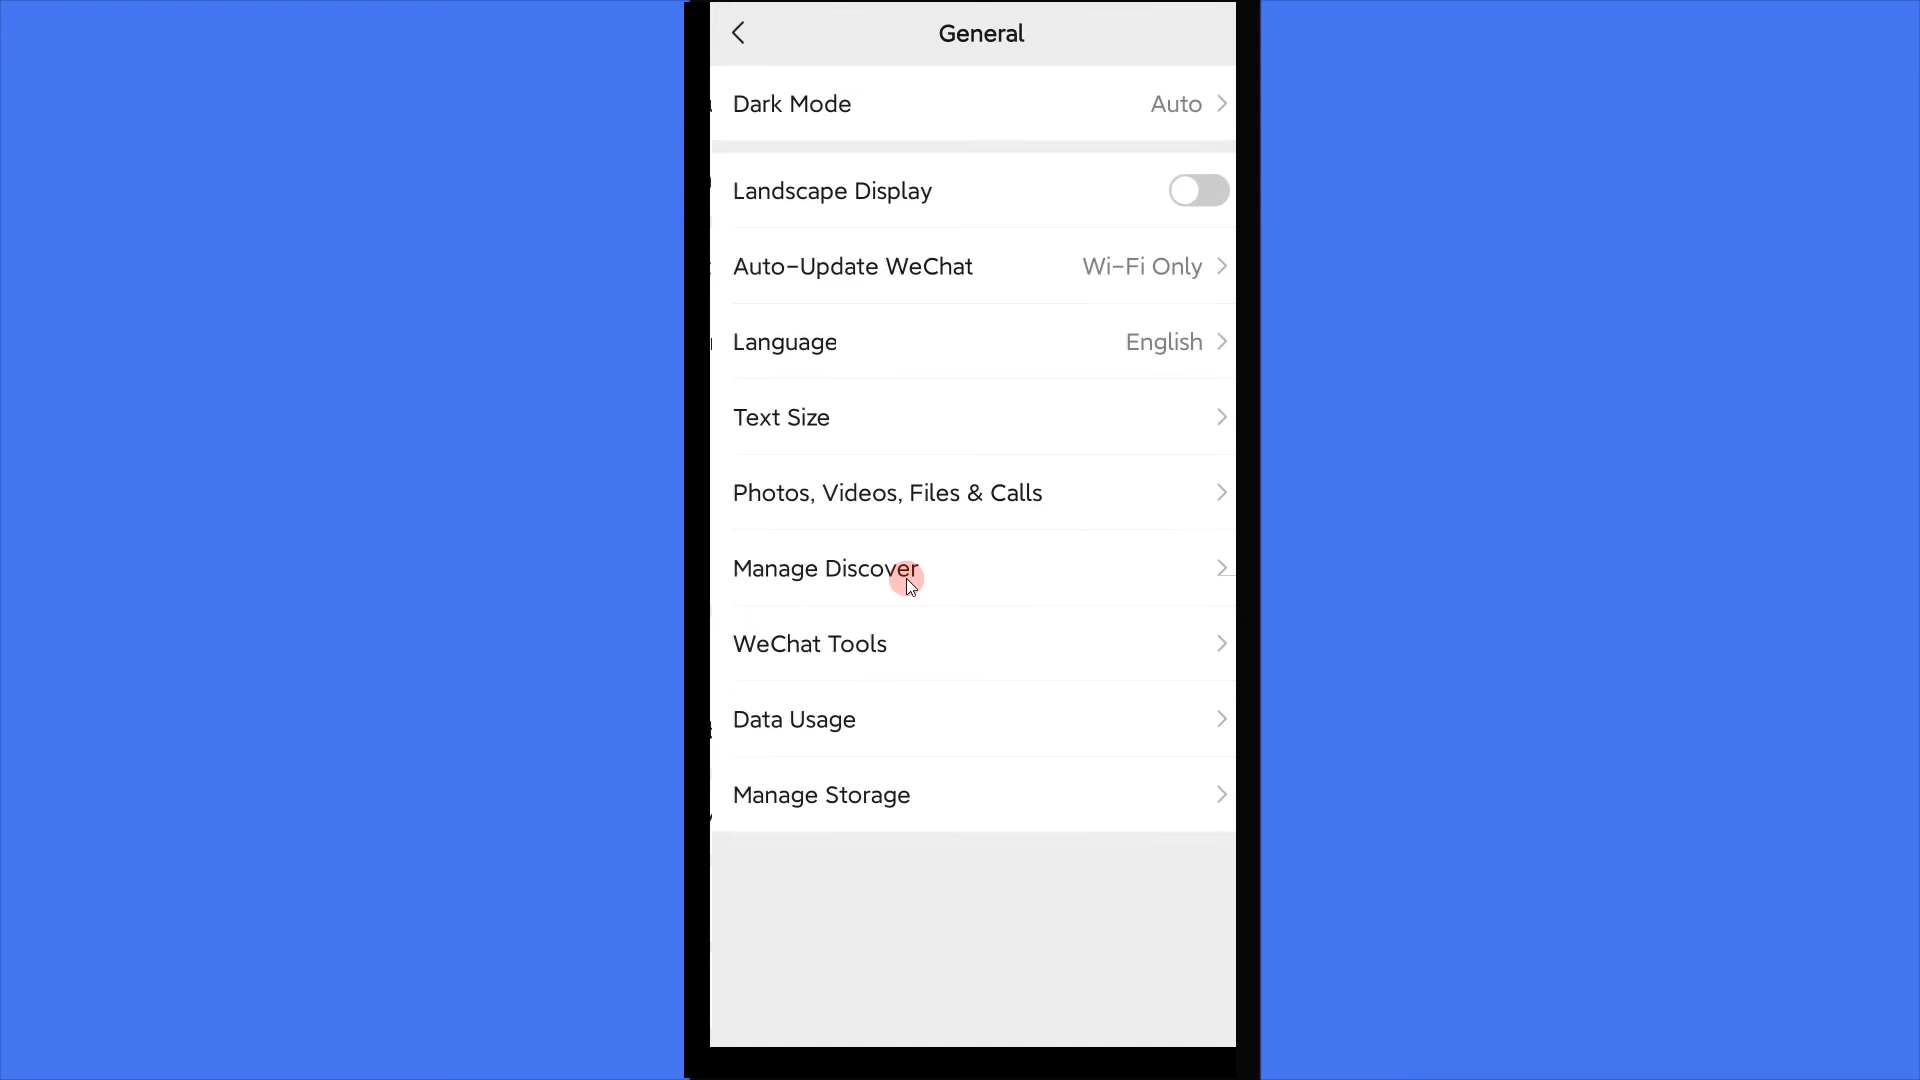 General
Dark Mode Auto
Landscape Display
Auto-Update WeChat Wi-Fi Only
Language English
Text Size
Photos, Videos, Files & Calls
Manage Discover
WeChat Tools
Data Usage
Manage Storage